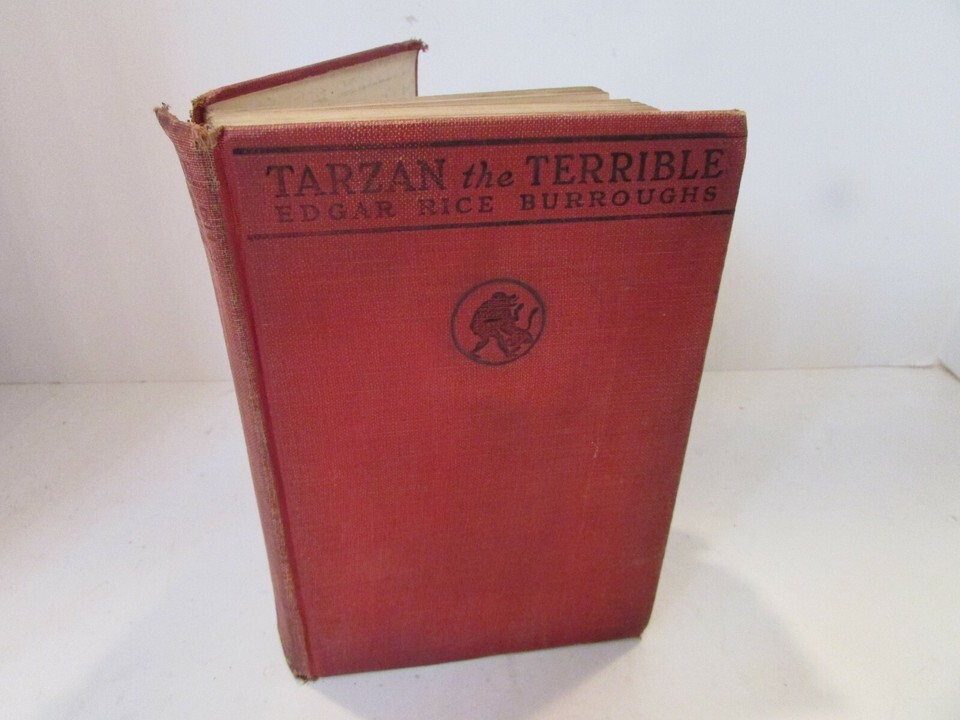 TARZAN the TERRIBLE
EDGAR RICE BURROUGHS